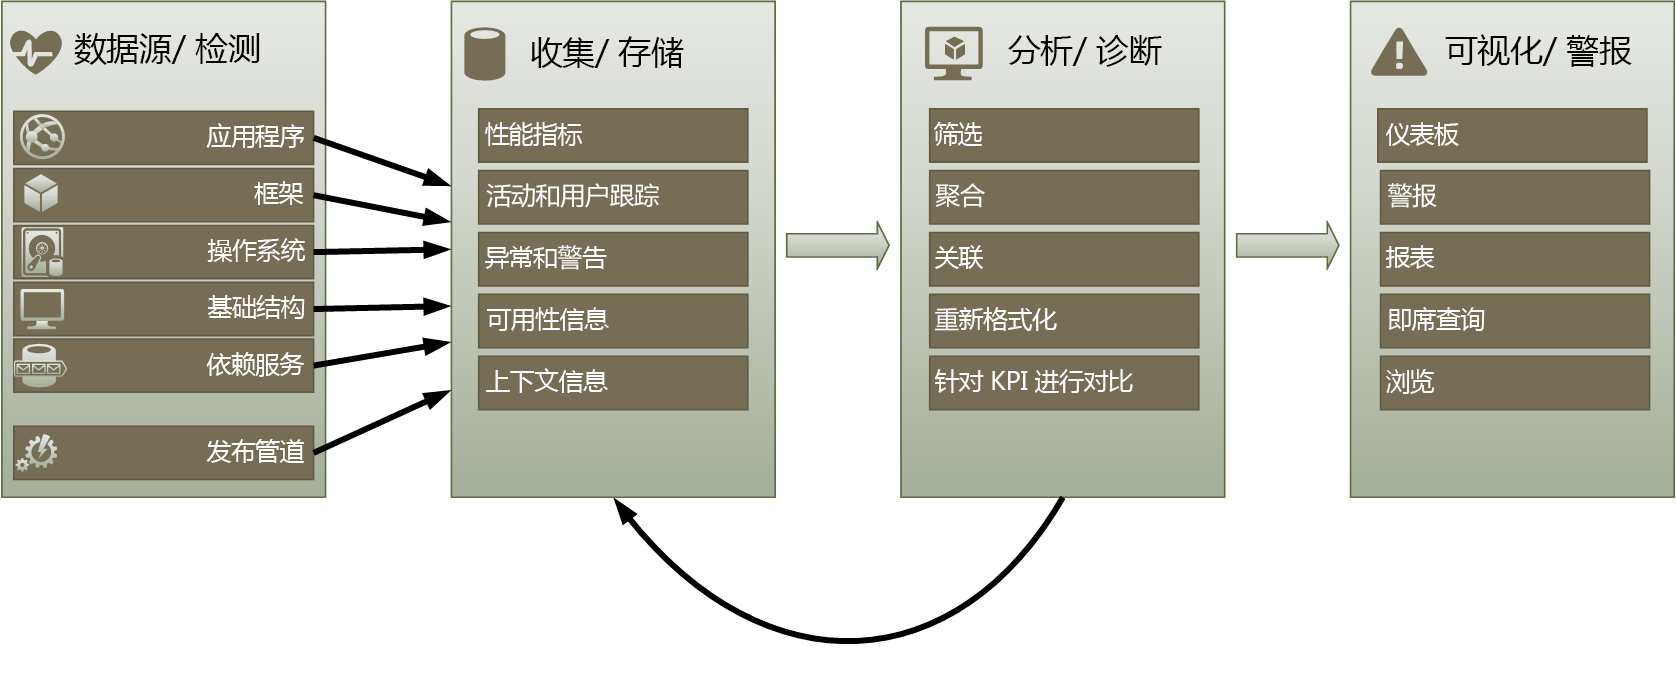 数据源/ 检测
应用程序
框架
操作系统
基础结构
依赖服务
发布管道
收集/ 存储
性能指标
活动和用户跟踪
异常和警告
可用性信息
上下文信息
分析/ 诊断
筛选
聚合
关联
重新格式化
针对 KPI 进行对比
可视化/ 警报
仪表板
警报
报表
即席查询
浏览